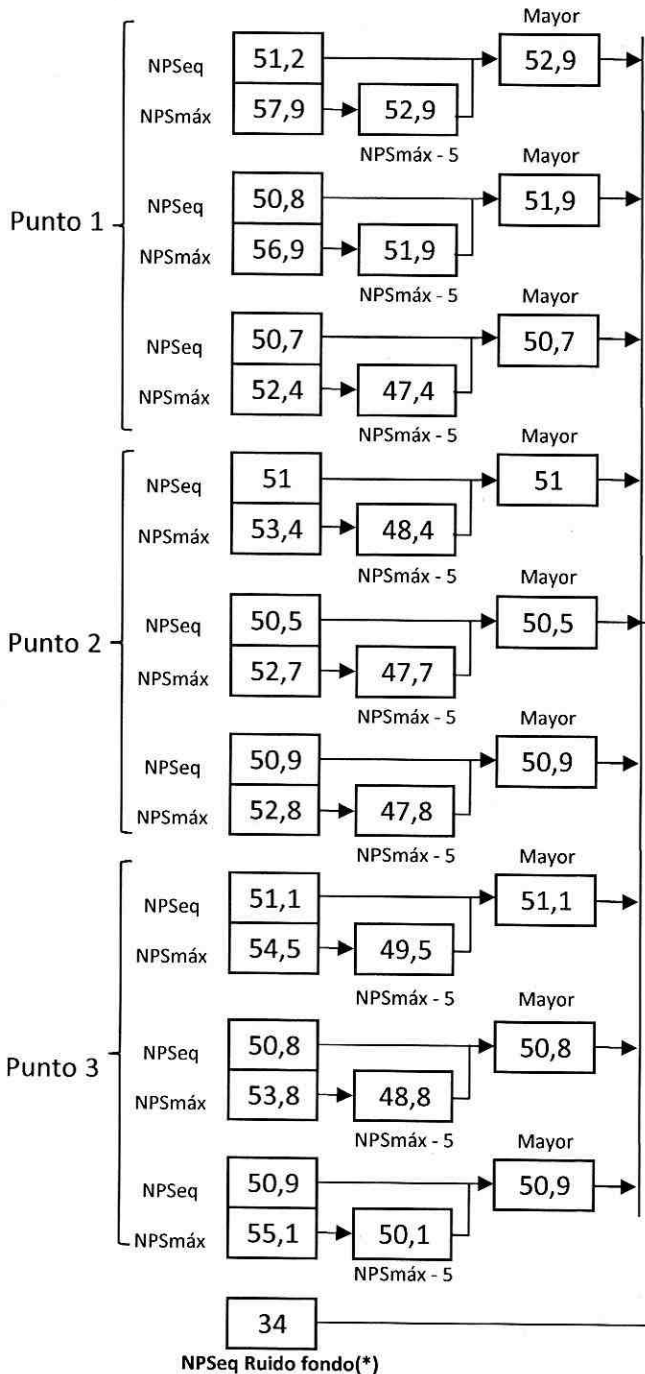 Mayor
NPSeq 51,2 52,9
NPSmáx 57,9 52,9
NPSmáx - 5
Mayor
NPSeq 50,8 51,9
NPSmáx 56,9 51,9
NPSmáx - 5
Punto 1
Mayor
NPSeq 50,7 50,7
NPSmáx 52,4 47,4
NPSmáx - 5
Mayor
NPSeq 51 51
NPSmáx 53,4 48,4
NPSmáx - 5
Mayor
NPSeq 50,5 50,5
Punto 2
NPSmáx 52,7 47,7
NPSmáx - 5
Mayor
NPSeq 50,9 50,9
NPSmáx 52,8 47,8
NPSmáx - 5
Mayor
NPSeq 51,1 51,1
NPSmáx 54,5 49,5
NPSmáx - 5
Mayor
NPSeq 50,8 50,8
Punto 3
NPSmáx 53,8 48,8
NPSmáx - 5
Mayor
NPSeq 50,9 50,9
NPSmáx 55,1 50,1
NPSmáx - 5
34
NPSeq Ruido fondo(*)